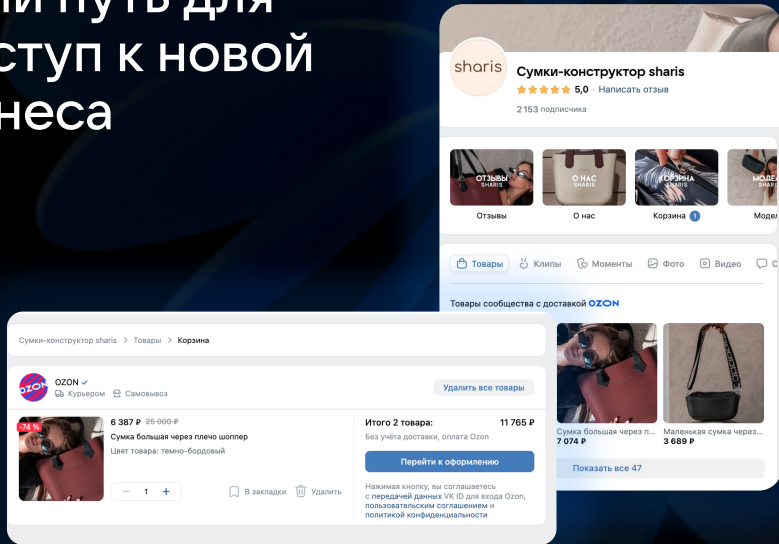 ступ к новой
неса
sharis
Сумки-конструктор sharis
5,0 · Написать отзыв
2 153 подписчика
ОТЗЫВЫ
SHARIS
О НАС
SHARIS
КОРЗИНА
SHARIS
SHARIS
Отзывы
О нас
Корзина 1
Товары
Клипы
Моменты
Фото
Видео
Товары сообщества с доставкой OZON
Сумка большая через п...
7 074 ₽
Маленькая сумка через...
3 689 ₽
Показать все 47
Сумки-конструктор sharis > Товары > Корзина
OZON
OZON
Курьером
Самовывоз
Удалить все товары
-74 %
6 387 ₽ 25 000 ₽
Сумка большая через плечо шоппер
Цвет товара: темно-бордовый
— 1 +
В закладки
Удалить
Итого 2 товара: 11 765 ₽
Без учёта доставки, оплата Ozon
Перейти к оформлению
Нажимая кнопку, вы соглашаетесь
с передачей данных VK ID для входа Ozon,
пользовательским соглашением и
политикой конфиденциальности